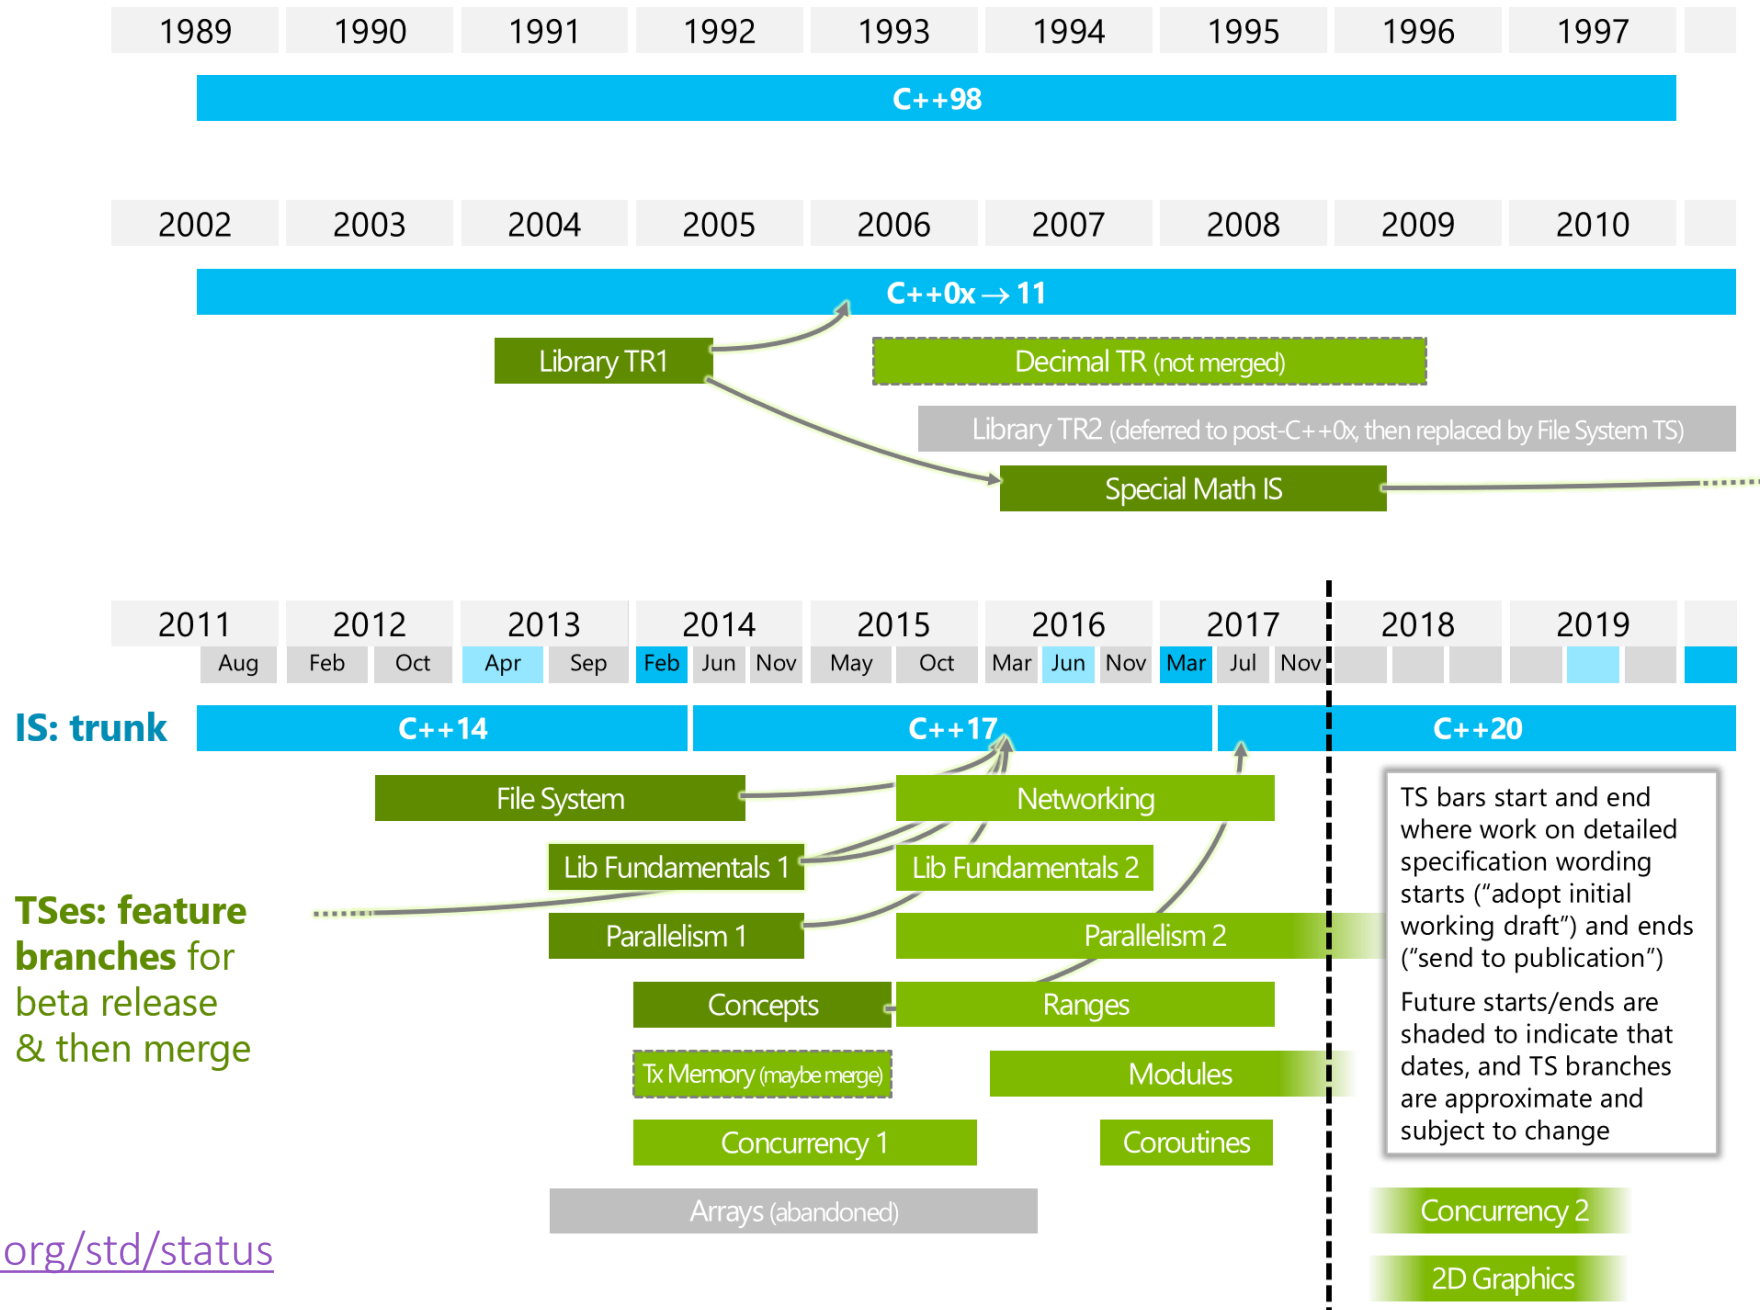 1989 1990 1991 1992 1993 1994 1995 1996 1997
C++98
2002 2003 2004 2005 2006 2007 2008 2009 2010
C++0x → 11
Library TR1
Decimal TR (not merged)
Library TR2 (deferred to post-C++0x, then replaced by File System TS)
Special Math IS
2011 2012 2013 2014 2015 2016 2017 2018 2019
Aug Feb Oct Apr Sep Feb Jun Nov May Oct Mar Jun Nov Mar Jul Nov
IS: trunk
C++14
C++17
C++20
File System
Networking
Lib Fundamentals 1
Lib Fundamentals 2
TSes: feature
branches for
beta release
& then merge
Parallelism 1
Parallelism 2
Concepts
Ranges
Tx Memory (maybe merge)
Modules
Concurrency 1
Coroutines
Arrays (abandoned)
TS bars start and end
where work on detailed
specification wording
starts (“adopt initial
working draft”) and ends
(“send to publication”)
Future starts/ends are
shaded to indicate that
dates, and TS branches
are approximate and
subject to change
Concurrency 2
2D Graphics
org/std/status